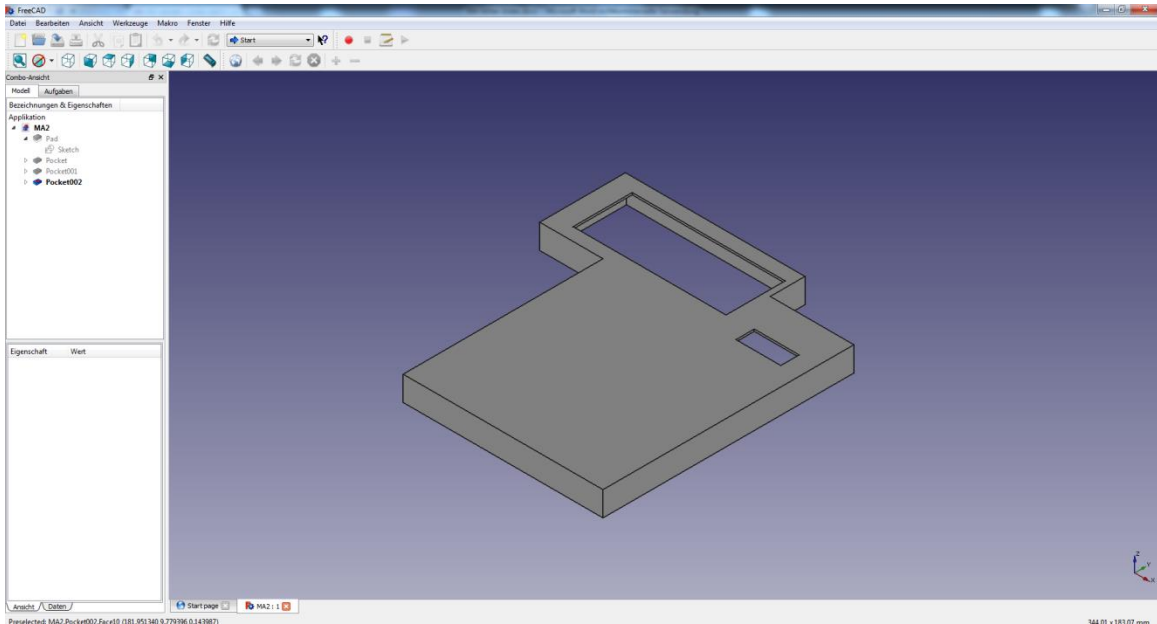 FreeCAD
Datei Bearbeiten Ansicht Werkzeuge Makro Fenster Hilfe
Start
Combo-Ansicht
Modell Aufgaben
Bezeichnungen & Eigenschaften
Applikation
MA2
Pad
Sketch
Pocket
Pocket001
Pocket002
Eigenschaft Wert
Z
Y
X
Ansicht Daten
Start page MA2 : 1
Preselected: MA2.Pocket002.Face10 (181.951340,9.779396,0.143987) 344.01 x 183.07 mm